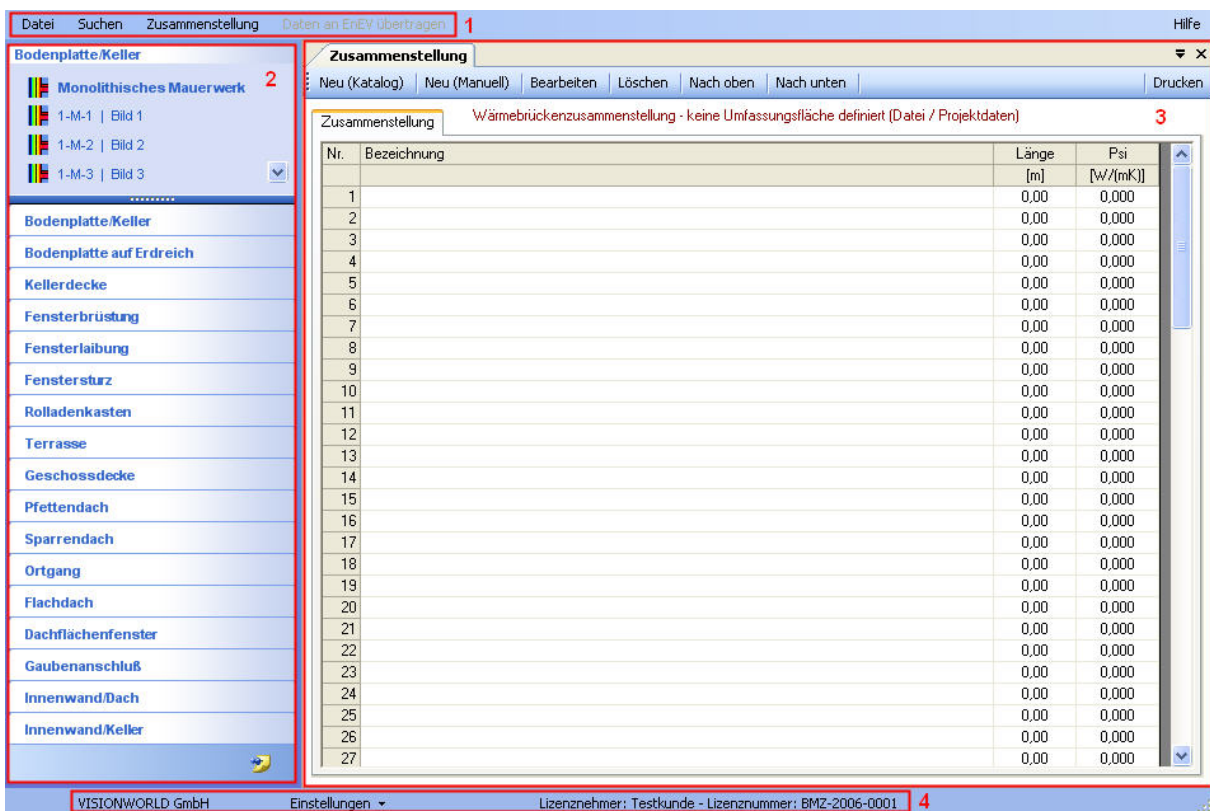 Datei Suchen Zusammenstellung Daten an EnEV übertragen 1 Hilfe
Bodenplatte/Keller
2
Monolithisches Mauerwerk
1-M-1 | Bild 1
1-M-2 | Bild 2
1-M-3 | Bild 3
Bodenplatte/Keller
Bodenplatte auf Erdreich
Kellerdecke
Fensterbrüstung
Fensterlaibung
Fenstersturz
Rolladenkasten
Terrasse
Geschossdecke
Pfettendach
Sparrendach
Ortgang
Flachdach
Dachflächenfenster
Gaubenanschluß
Innenwand/Dach
Innenwand/Keller
Zusammenstellung
Neu (Katalog) Neu (Manuell) Bearbeiten Löschen Nach oben Nach unten Drucken
Zusammenstellung Wärmebrückenzusammenstellung - keine Umfassungsfläche definiert (Datei / Projektdaten) 3
Nr. Bezeichnung Länge Psi
[m] [W/(mK)]
1 0,00 0,000
2 0,00 0,000
3 0,00 0,000
4 0,00 0,000
5 0,00 0,000
6 0,00 0,000
7 0,00 0,000
8 0,00 0,000
9 0,00 0,000
10 0,00 0,000
11 0,00 0,000
12 0,00 0,000
13 0,00 0,000
14 0,00 0,000
15 0,00 0,000
16 0,00 0,000
17 0,00 0,000
18 0,00 0,000
19 0,00 0,000
20 0,00 0,000
21 0,00 0,000
22 0,00 0,000
23 0,00 0,000
24 0,00 0,000
25 0,00 0,000
26 0,00 0,000
27 0,00 0,000
VISIONWORLD GmbH Einstellungen Lizenznehmer: Testkunde - Lizenznummer: BMZ-2006-0001 4